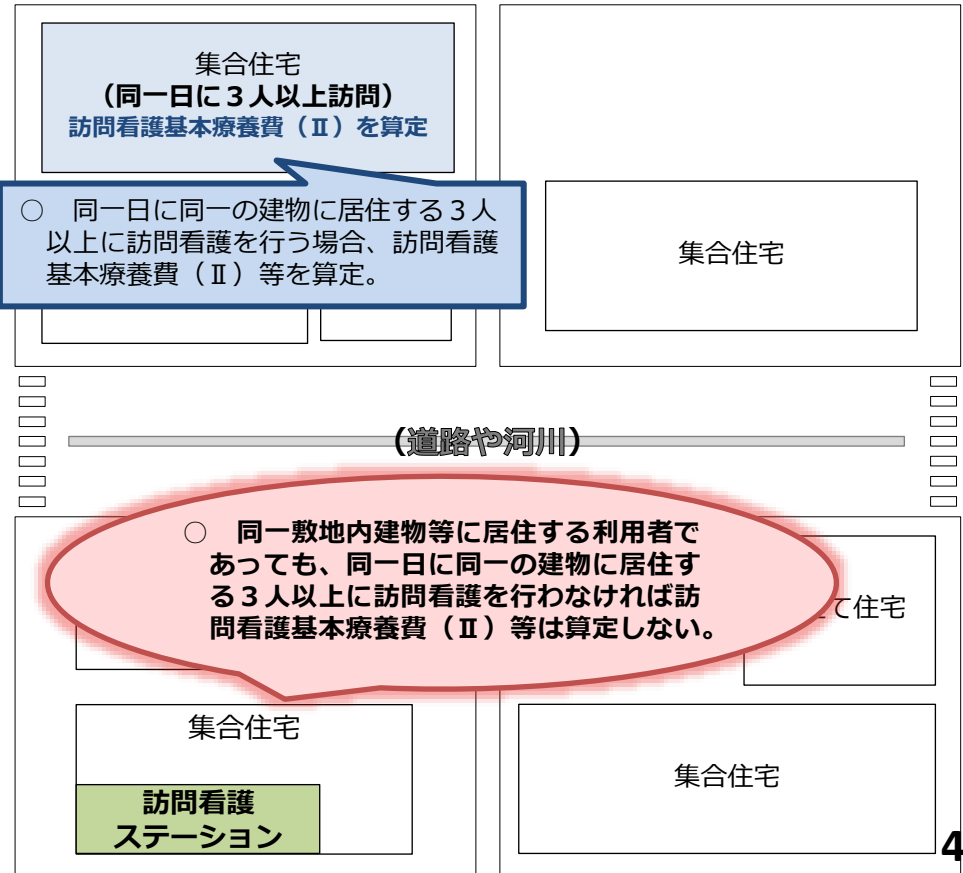 集合住宅
（同一日に３人以上訪問）
訪問看護基本療養費（Ⅱ）を算定
○　同一日に同一の建物に居住する３人
以上に訪問看護を行う場合、訪問看護
基本療養費（Ⅱ）等を算定。
集合住宅
（道路や河川）
○　同一敷地内建物等に居住する利用者で
あっても、同一日に同一の建物に居住す
る３人以上に訪問看護を行わなければ訪
問看護基本療養費（Ⅱ）等は算定しない。
て住宅
集合住宅
訪問看護
ステーション
集合住宅
4